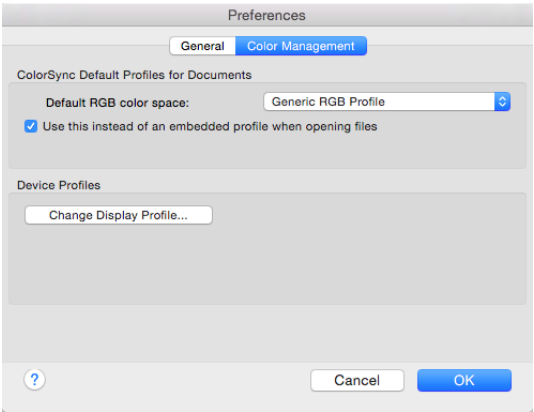 Preferences
General Color Management
ColorSync Default Profiles for Documents
Default RGB color space: Generic RGB Profile
Use this instead of an embedded profile when opening files
Device Profiles
Change Display Profile...
? Cancel OK